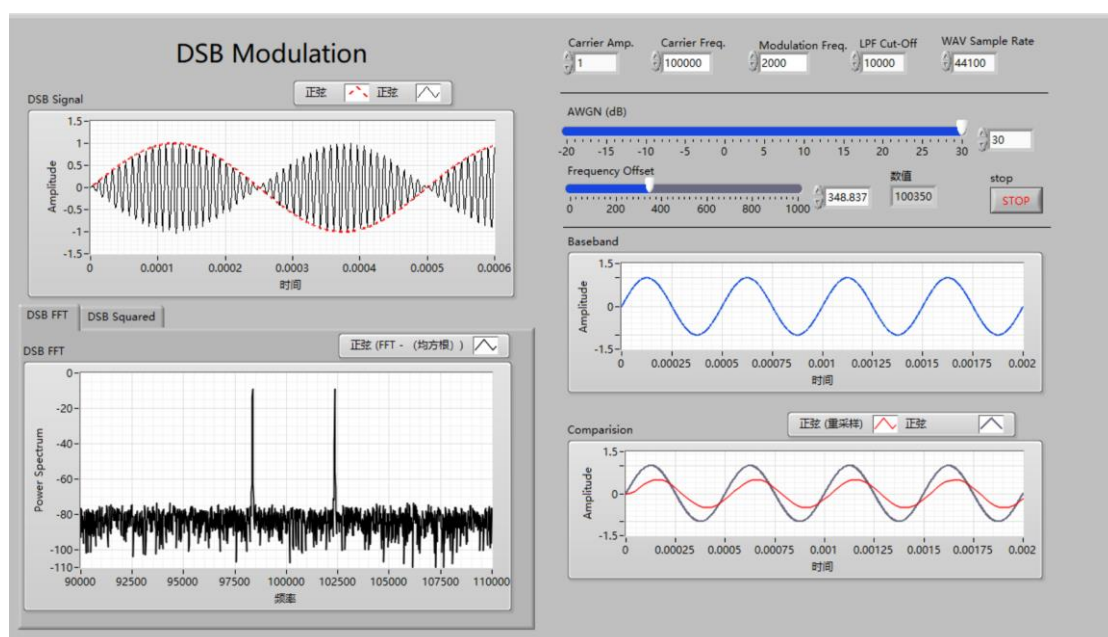 DSB Modulation
Carrier Amp. Carrier Freq. Modulation Freq. LPF Cut-Off WAV Sample Rate
1 100000 2000 10000 44100
DSB Signal
正弦 正弦
1.5
1
0.5
0
-0.5
-1
-1.5
Amplitude
0 0.0001 0.0002 0.0003 0.0004 0.0005 0.0006
时间
AWGN (dB)
-20 -15 -10 -5 0 5 10 15 20 25 30
30
Frequency Offset
0 200 400 600 800 1000
348.837
数值
100350
stop
STOP
Baseband
1.5
0
-1.5
Amplitude
0 0.00025 0.0005 0.00075 0.001 0.00125 0.0015 0.00175 0.002
时间
DSB FFT DSB Squared
DSB FFT
正弦 (FFT - （均方根）)
0
-20
-40
-60
-80
-100
-110
Power Spectrum
90000 92500 95000 97500 100000 102500 105000 107500 110000
频率
Comparision
正弦 (重采样) 正弦
1.5
0
-1.5
Amplitude
0 0.00025 0.0005 0.00075 0.001 0.00125 0.0015 0.00175 0.002
时间